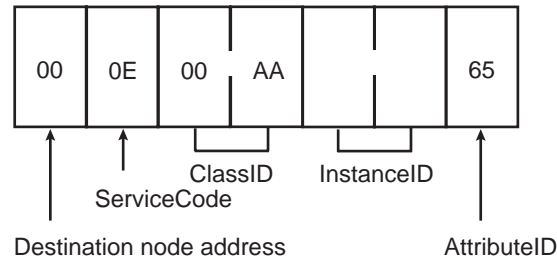 00 0E 00 AA 65
ClassID InstanceID
ServiceCode
Destination node address AttributeID